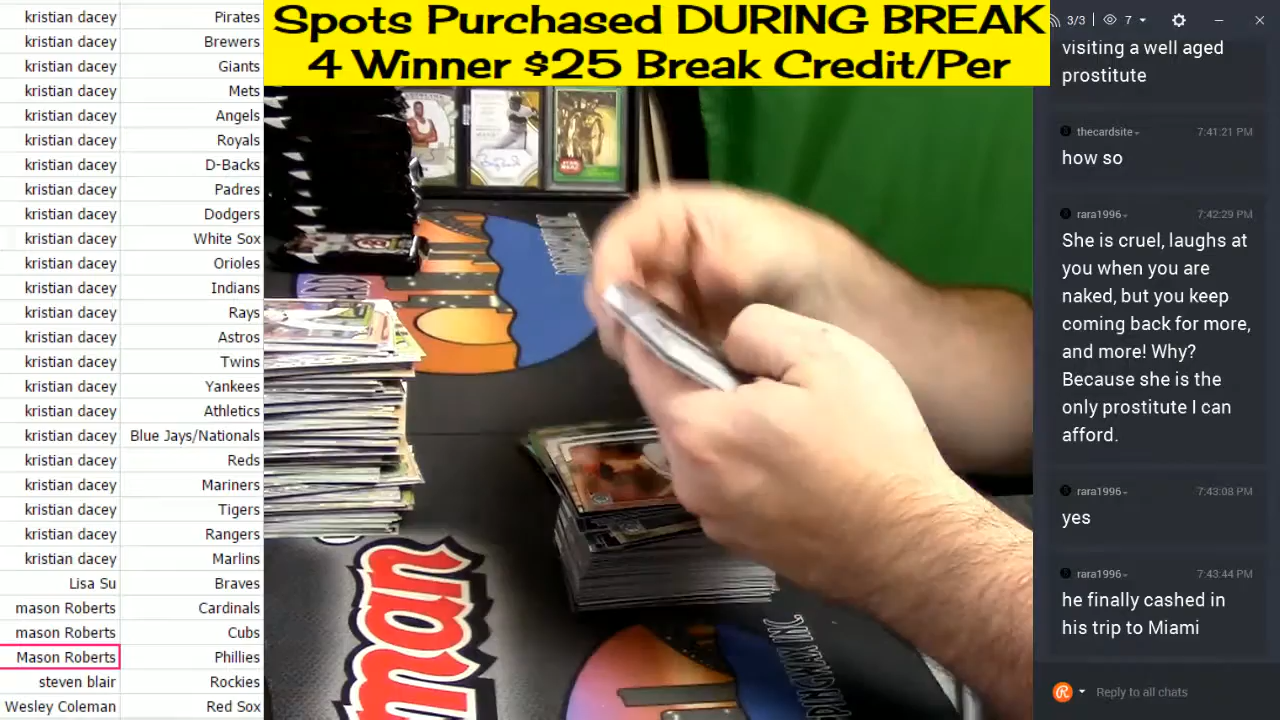 Spots Purchased DURING BREAK
4 Winner $25 Break Credit/Per
kristian dacey Pirates
kristian dacey Brewers
kristian dacey Giants
kristian dacey Mets
kristian dacey Angels
kristian dacey Royals
kristian dacey D-Backs
kristian dacey Padres
kristian dacey Dodgers
kristian dacey White Sox
kristian dacey Orioles
kristian dacey Indians
kristian dacey Rays
kristian dacey Astros
kristian dacey Twins
kristian dacey Yankees
kristian dacey Athletics
kristian dacey Blue Jays/Nationals
kristian dacey Reds
kristian dacey Mariners
kristian dacey Tigers
kristian dacey Rangers
kristian dacey Marlins
Lisa Su Braves
mason Roberts Cardinals
mason Roberts Cubs
Mason Roberts Phillies
steven blair Rockies
Wesley Coleman Red Sox
3/3 7
visiting a well aged
prostitute
thecardsite 7:41:21 PM
how so
rara1996 7:42:29 PM
She is cruel, laughs at
you when you are
naked, but you keep
coming back for more,
and more! Why?
Because she is the
only prostitute I can
afford.
rara1996 7:43:08 PM
yes
rara1996 7:43:44 PM
he finally cashed in
his trip to Miami
Reply to all chats